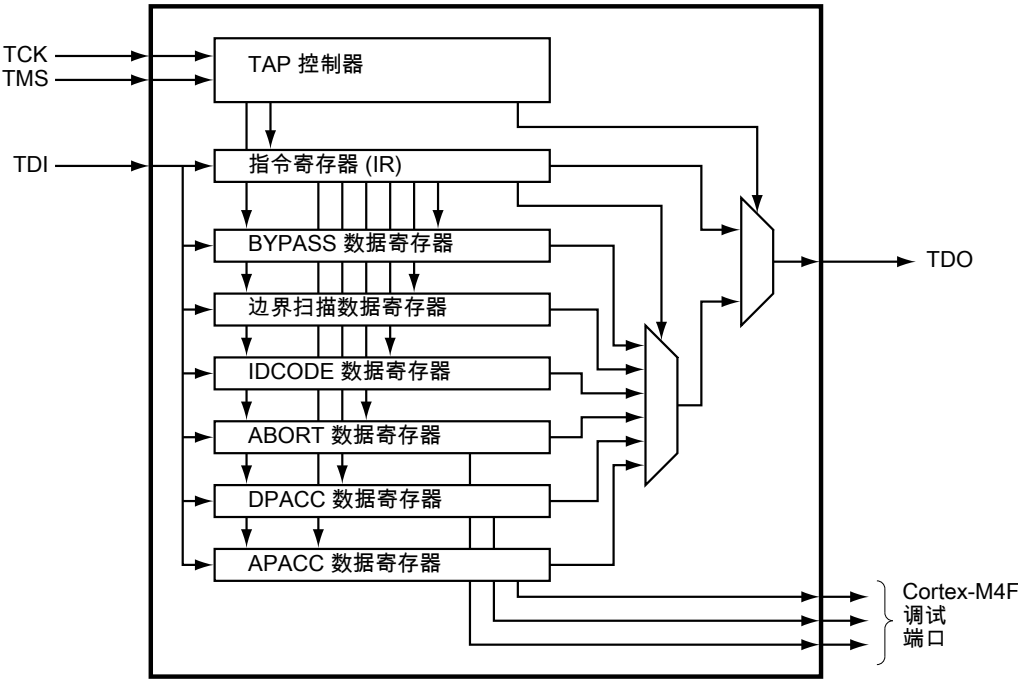 TCK
TMS
TAP 控制器
TDI
指令寄存器 (IR)
BYPASS 数据寄存器
边界扫描数据寄存器
IDCODE 数据寄存器
ABORT 数据寄存器
DPACC 数据寄存器
APACC 数据寄存器
TDO
Cortex-M4F
调试
端口